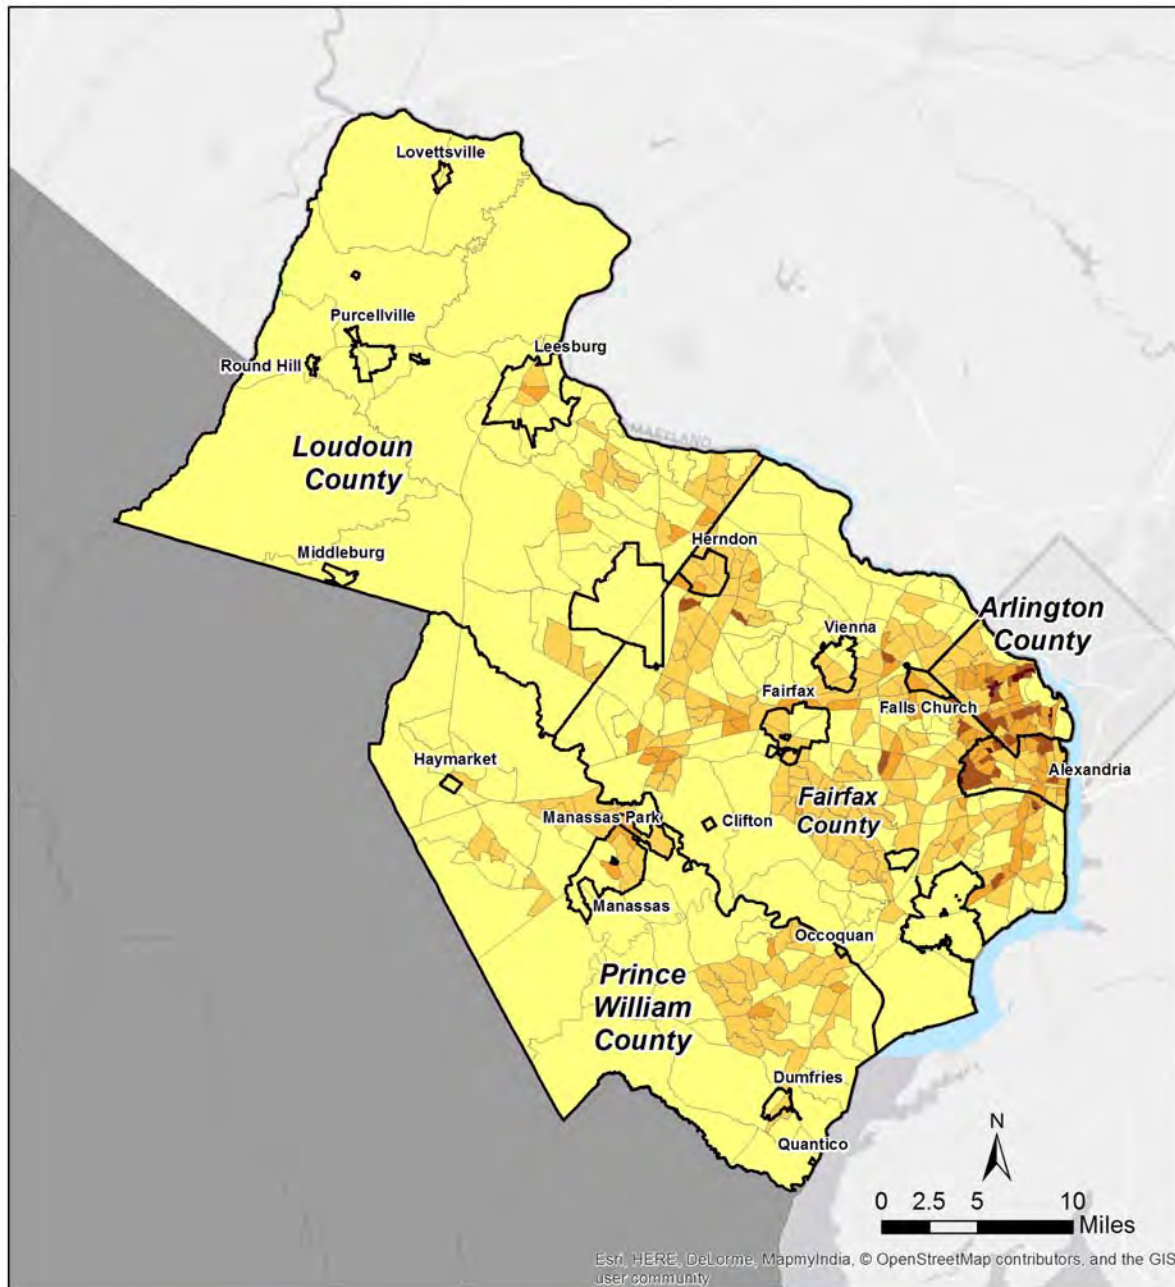 Lovettsville
Purcellville
Round Hill
Leesburg
MARYLAND
Loudoun
County
Middleburg
Herndon
Arlington
County
Vienna
Fairfax
Falls Church
Haymarket
Alexandria
Fairfax
County
Manassas Park
Clifton
Manassas
Occoquan
Prince
William
County
Dumfries
Quantico
N
0 2.5 5 10
Miles
Esri, HERE, DeLorme, MapmyIndia, © OpenStreetMap contributors, and the GIS
user community